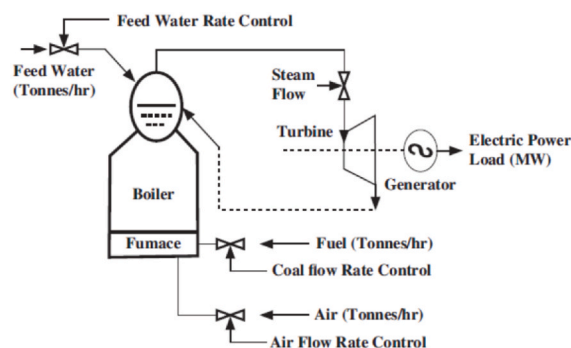 Feed Water Rate Control
Feed Water
(Tonnes/hr)
Steam
Flow
Turbine
Electric Power
Load (MW)
Generator
Boiler
Fumace
Fuel (Tonnes/hr)
Coal flow Rate Control
Air (Tonnes/hr)
Air Flow Rate Control